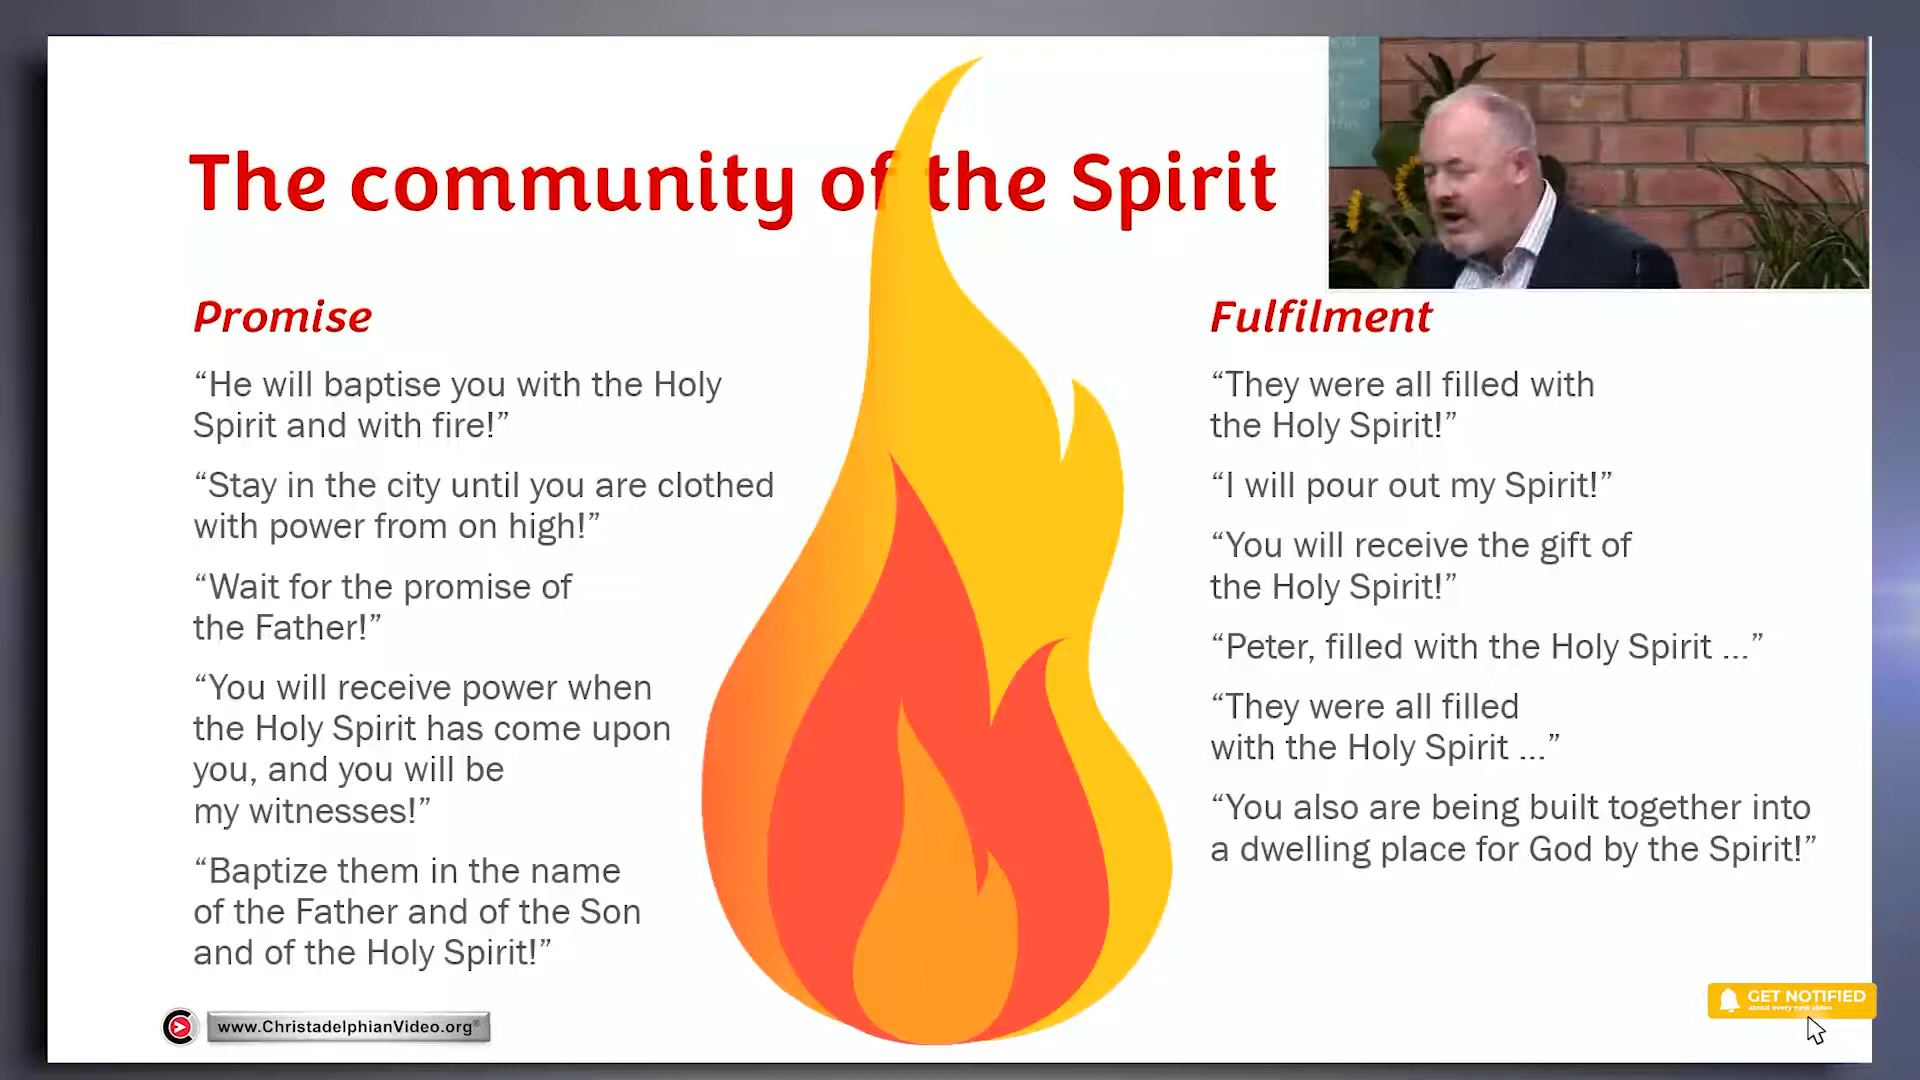 The community of the Spirit
Promise
“He will baptise you with the Holy
Spirit and with fire!”
“Stay in the city until you are clothed
with power from on high!”
“Wait for the promise of
the Father!”
“You will receive power when
the Holy Spirit has come upon
you, and you will be
my witnesses!”
“Baptize them in the name
of the Father and of the Son
and of the Holy Spirit!”
Fulfilment
“They were all filled with
the Holy Spirit!”
“I will pour out my Spirit!”
“You will receive the gift of
the Holy Spirit!”
“Peter, filled with the Holy Spirit ...”
“They were all filled
with the Holy Spirit ...”
“You also are being built together into
a dwelling place for God by the Spirit!”
www.ChristadelphianVideo.org®
GET NOTIFIED
about every new video